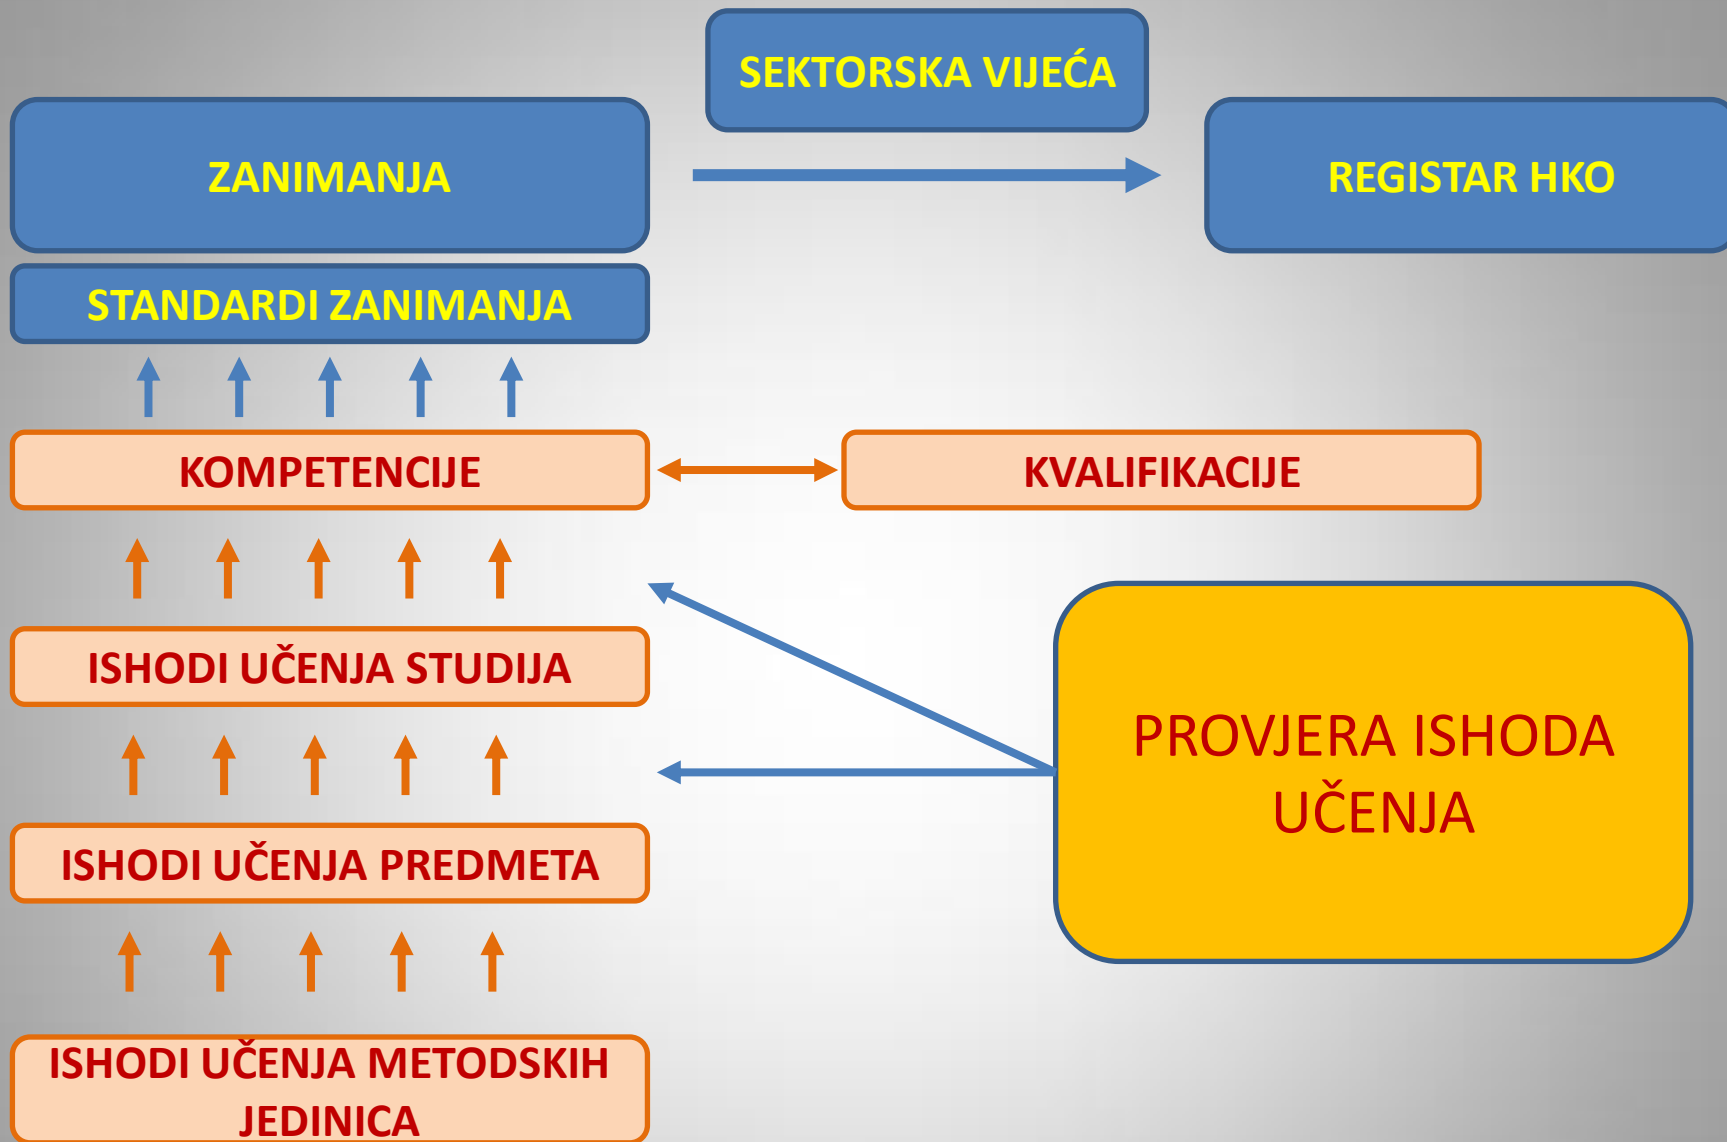 SEKTORSKA VIJEĆA
ZANIMANJA
REGISTAR HKO
STANDARDI ZANIMANJA
KOMPETENCIJE
KVALIFIKACIJE
ISHODI UČENJA STUDIJA
PROVJERA ISHODA
UČENJA
ISHODI UČENJA PREDMETA
ISHODI UČENJA METODSKIH
JEDINICA